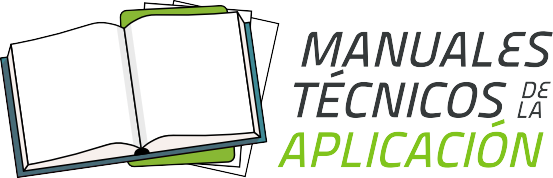 MANUALES
TÉCNICOS DE LA
APLICACIÓN